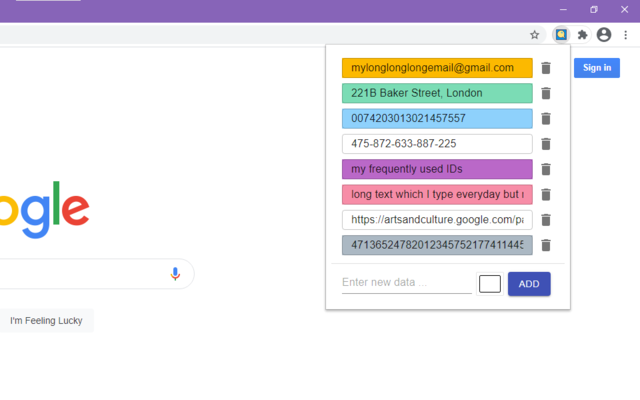 mylonglonglongemail@gmail.com
Sign in
221B Baker Street, London
0074203013021457557
475-872-633-887-225
my frequently used IDs
long text which I type everyday but
https://artsandculture.google.com/pa
ogle
Enter new data ...
ADD
I'm Feeling Lucky